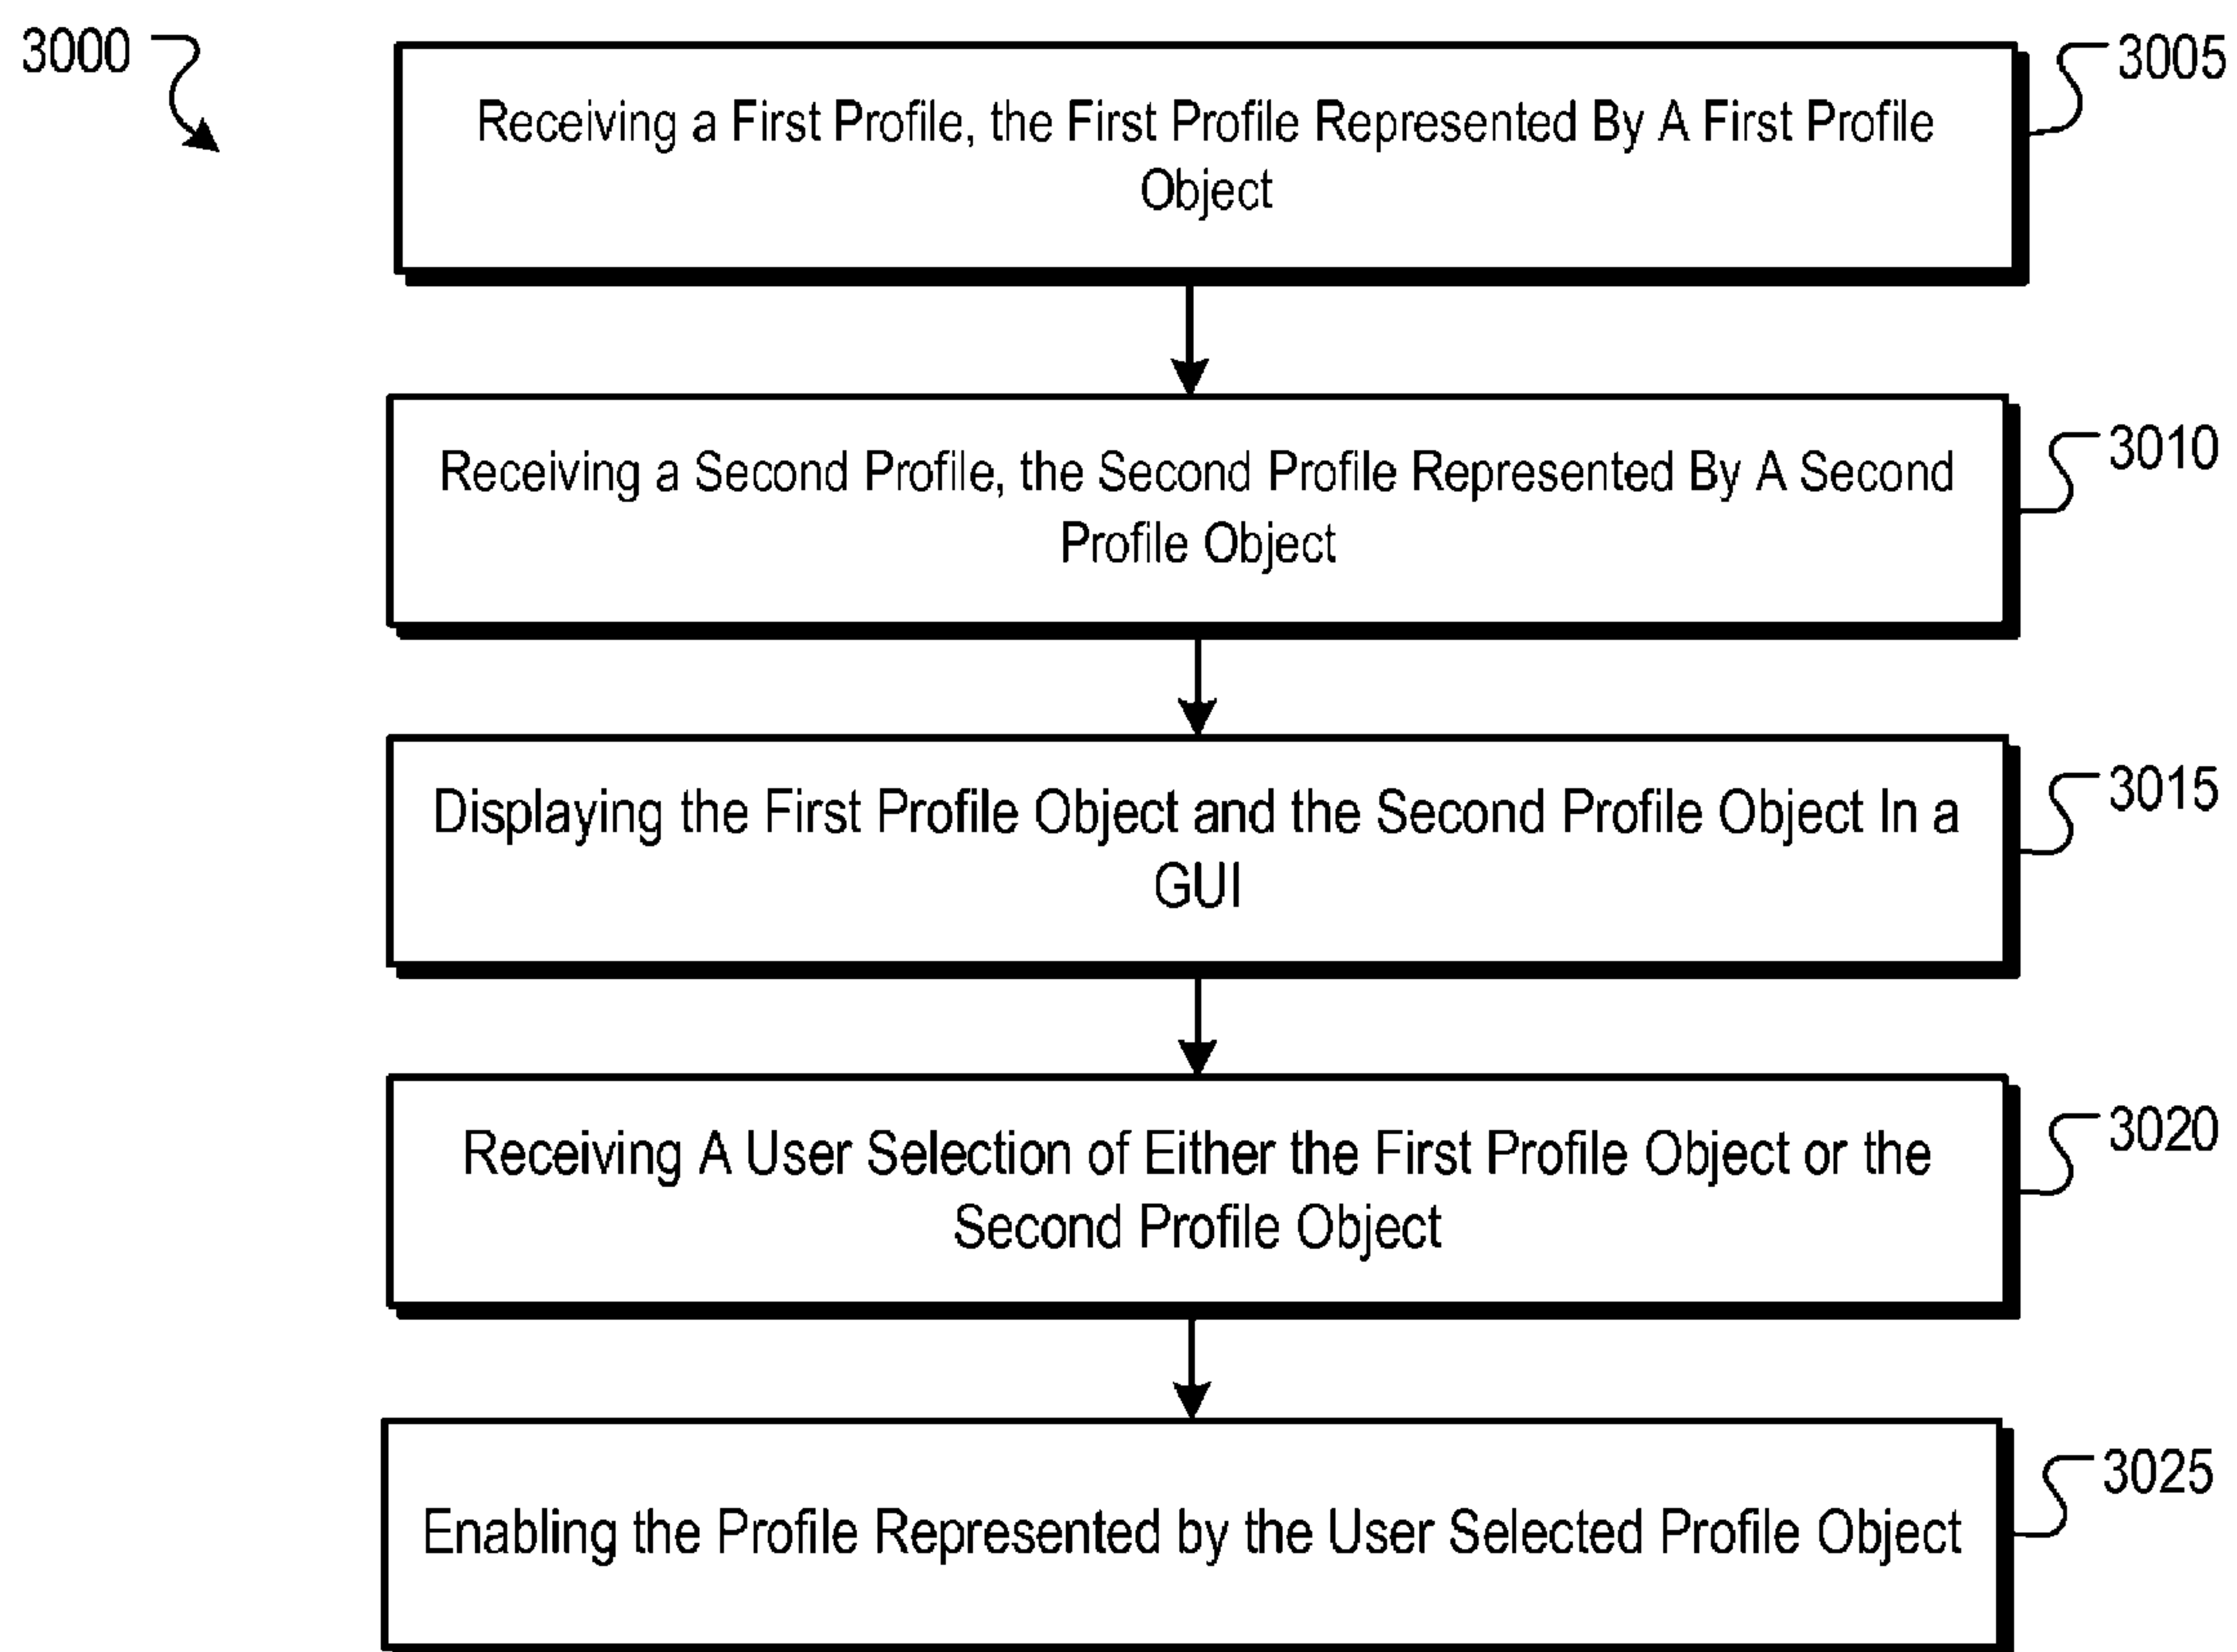 3000
3005
Receiving a First Profile, the First Profile Represented By A First Profile
Object
3010
Receiving a Second Profile, the Second Profile Represented By A Second
Profile Object
3015
Displaying the First Profile Object and the Second Profile Object In a
GUI
3020
Receiving A User Selection of Either the First Profile Object or the
Second Profile Object
3025
Enabling the Profile Represented by the User Selected Profile Object